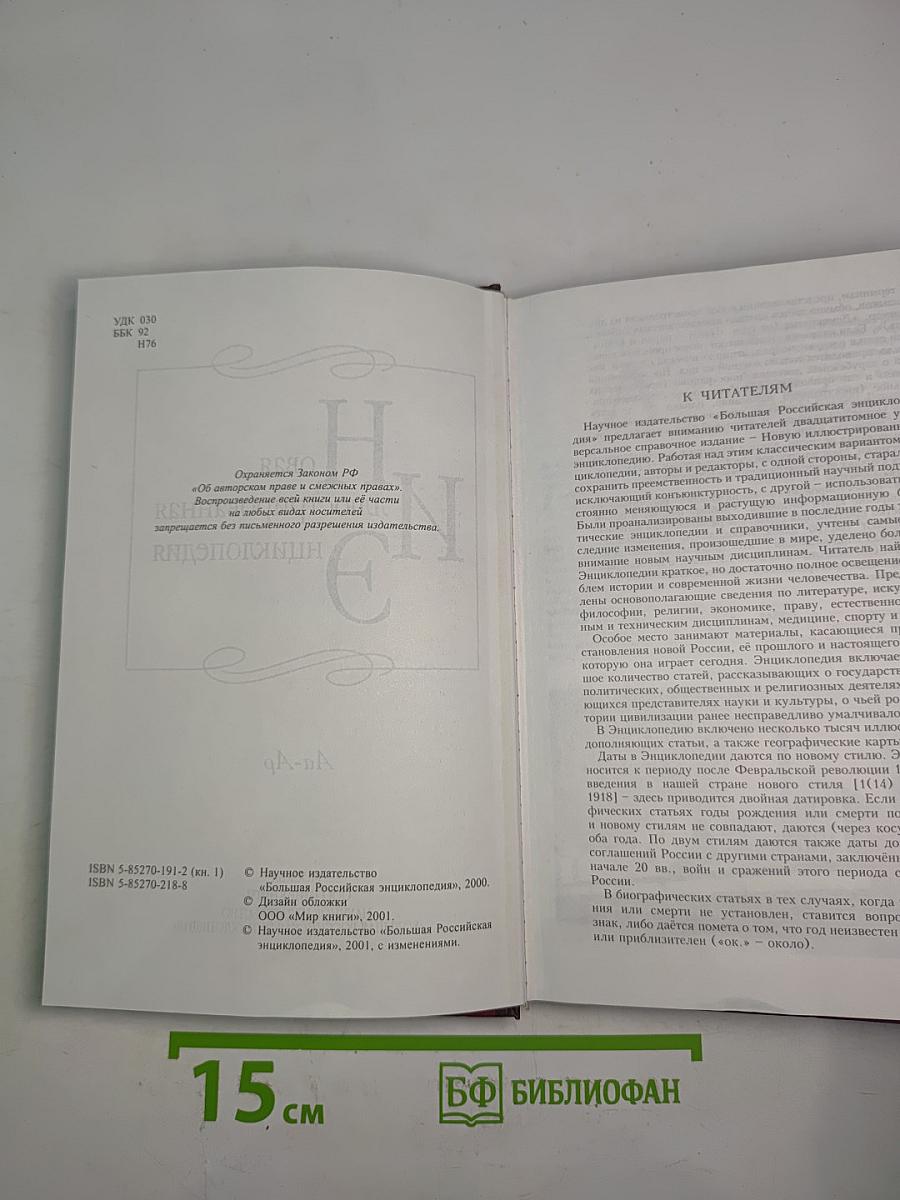 УДК 030
ББК 92
Н76
Охраняется Законом РФ
«Об авторском праве и смежных правах».
Воспроизведение всей книги или её части
на любых видах носителей
запрещается без письменного разрешения издательства.
ISBN 5-85270-191-2 (кн. 1)
ISBN 5-85270-218-8
© Научное издательство
«Большая Российская энциклопедия», 2000.
© Дизайн обложки
ООО «Мир книги», 2001.
© Научное издательство «Большая Российская
энциклопедия», 2001, с изменениями.
К ЧИТАТЕЛЯМ
Научное издательство «Большая Российская энцикло
дия» предлагает вниманию читателей двадцатитомное у
версальное справочное издание – Новую иллюстрирован
энциклопедию. Работая над этим классическим вариантом
циклопедии, авторы и редакторы, с одной стороны, старал
сохранить преемственность и традиционный научный подх
исключающий конъюнктурность, с другой – использоват
стоянно меняющуюся и растущую информационную б
Были проанализированы выходившие в последние годы
тические энциклопедии и справочники, учтены самые
следние изменения, произошедшие в мире, уделено бол
внимание новым научным дисциплинам. Читатель най
Энциклопедии краткое, но достаточно полное освещение
блем истории и современной жизни человечества. Пред
лены основополагающие сведения по литературе, иску
философии, религии, экономике, праву, естественно
ным и техническим дисциплинам, медицине, спорту и
Особое место занимают материалы, касающиеся пр
становления новой России, её прошлого и настоящего
которую она играет сегодня. Энциклопедия включае
шое количество статей, рассказывающих о государств
политических, общественных и религиозных деятелях
ющихся представителях науки и культуры, о чьей ро
тории цивилизации ранее несправедливо умалчивало
В Энциклопедию включено несколько тысяч иллюс
дополняющих статьи, а также географические карты
Даты в Энциклопедии даются по новому стилю. Э
носится к периоду после Февральской революции 1
введения в нашей стране нового стиля [1(14)
1918] – здесь приводится двойная датировка. Если
фических статьях годы рождения или смерти по
и новому стилям не совпадают, даются (через косу
оба года. По двум стилям даются также даты до
соглашений России с другими странами, заключённ
начале 20 вв., войн и сражений этого периода с
России.
В биографических статьях в тех случаях, когда
ния или смерти не установлен, ставится вопро
знак, либо даётся помета о том, что год неизвестен
или приблизителен («ок.» – около).
15 см
БФ БИБЛИОФАН